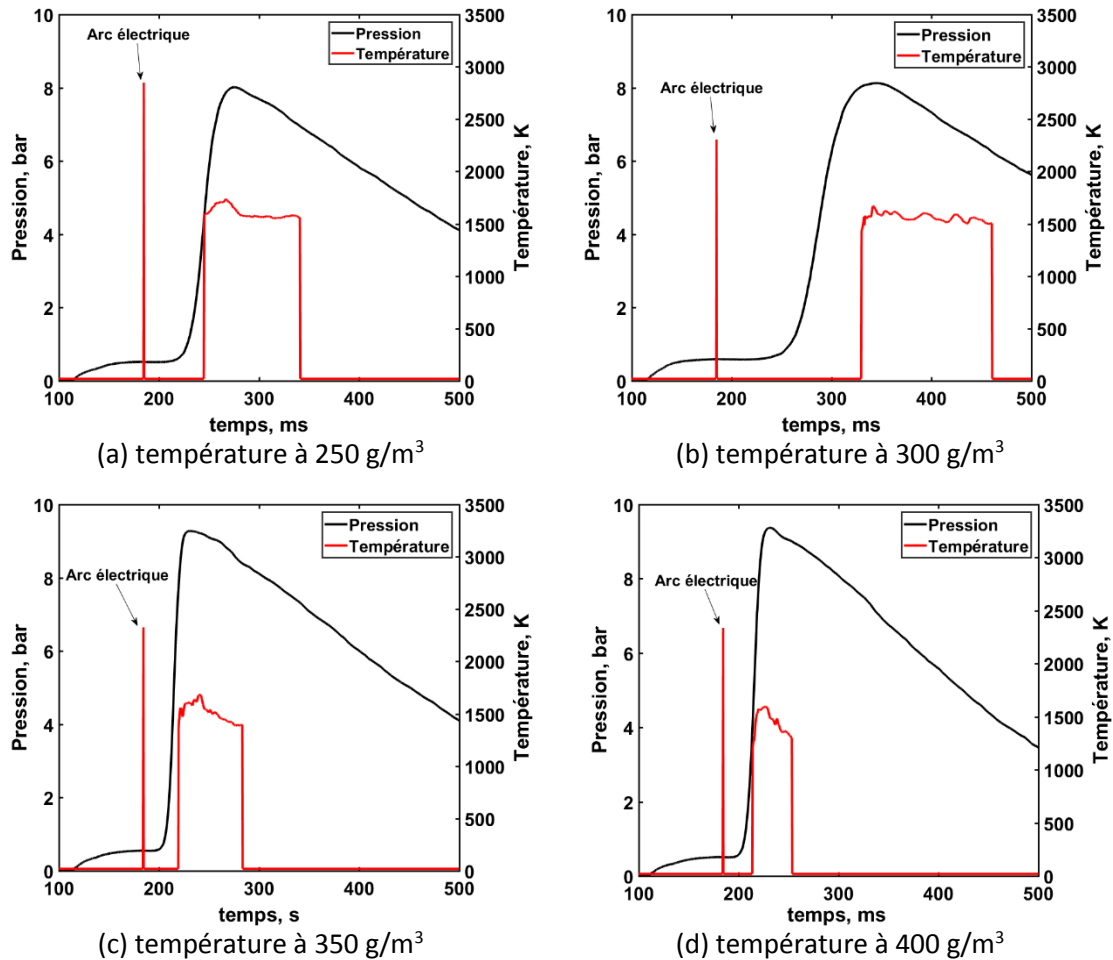 Arc électrique
Pression
Température
Pression, bar
Température, K
0
2
4
6
8
10
0
500
1000
1500
2000
2500
3000
3500
100 200 300 400 500
temps, ms
(a) température à 250 g/m³
Arc électrique
Pression
Température
Pression, bar
Température, K
0
2
4
6
8
10
0
500
1000
1500
2000
2500
3000
3500
100 200 300 400 500
temps, ms
(b) température à 300 g/m³
Arc électrique
Pression
Température
Pression, bar
Température, K
0
2
4
6
8
10
0
500
1000
1500
2000
2500
3000
3500
100 200 300 400 500
temps, s
(c) température à 350 g/m³
Arc électrique
Pression
Température
Pression, bar
Température, K
0
2
4
6
8
10
0
500
1000
1500
2000
2500
3000
3500
100 200 300 400 500
temps, ms
(d) température à 400 g/m³